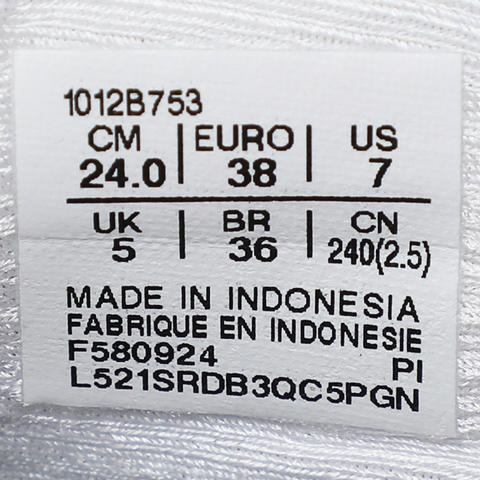 1012B753
CM | EURO | US
24.0 | 38 | 7
UK | BR | CN
5 | 36 | 240(2.5)
MADE IN INDONESIA
FABRIQUE EN INDONESIE
F580924 PI
L521SRDB3QC5PGN